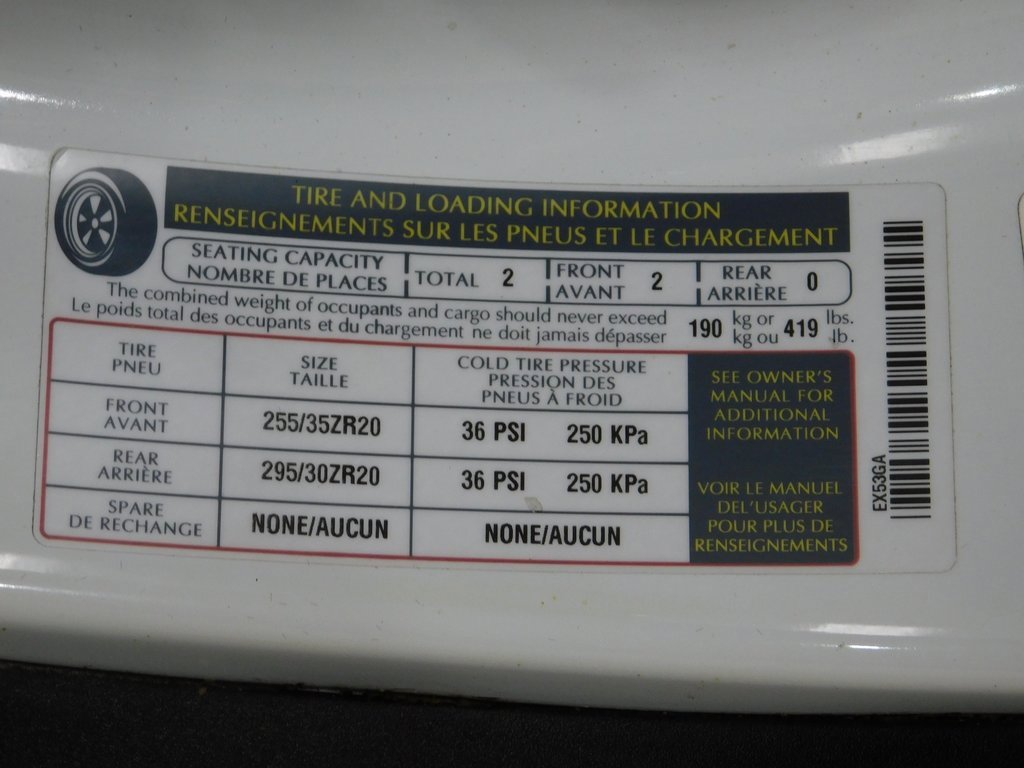 TIRE AND LOADING INFORMATION
RENSEIGNEMENTS SUR LES PNEUS ET LE CHARGEMENT
SEATING CAPACITY
NOMBRE DE PLACES
TOTAL 2
FRONT
AVANT
2
REAR
ARRIÈRE
0
The combined weight of occupants and cargo should never exceed
Le poids total des occupants et du chargement ne doit jamais dépasser
190 kg or 419 lbs.
kg ou lb.
TIRE
PNEU
SIZE
TAILLE
COLD TIRE PRESSURE
PRESSION DES
PNEUS À FROID
FRONT
AVANT
255/35ZR20
36 PSI 250 KPa
REAR
ARRIÈRE
295/30ZR20
36 PSI 250 KPa
SPARE
DE RECHANGE
NONE/AUCUN
NONE/AUCUN
SEE OWNER'S
MANUAL FOR
ADDITIONAL
INFORMATION
VOIR LE MANUEL
DEL'USAGER
POUR PLUS DE
RENSEIGNEMENTS
EX53GA